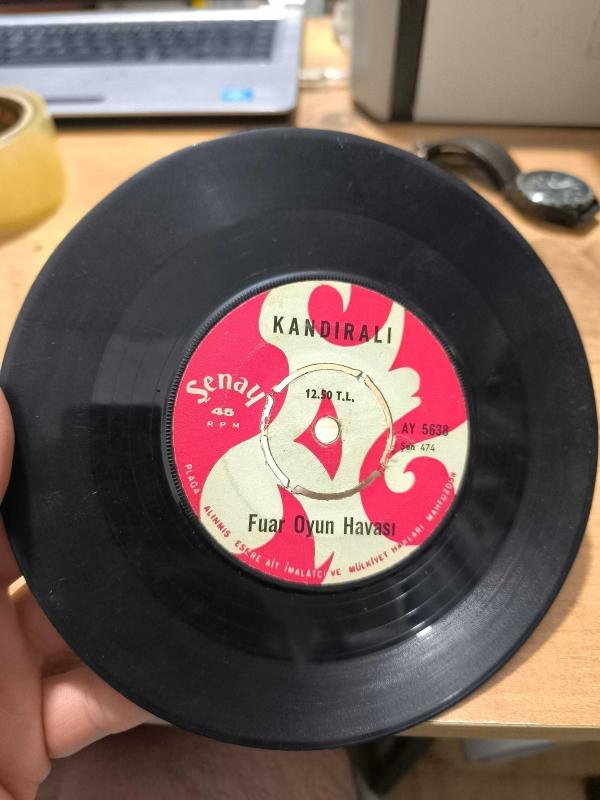 KANDIRALI
Şenay
45
RPM
12.50 T.L,
AY 5638
Şen 474
Fuar Oyun Havası
PLAĞA ALINMIŞ ESERE AİT İMALATÇI VE MÜLKİYET HAKLARI MAHFUZDUR